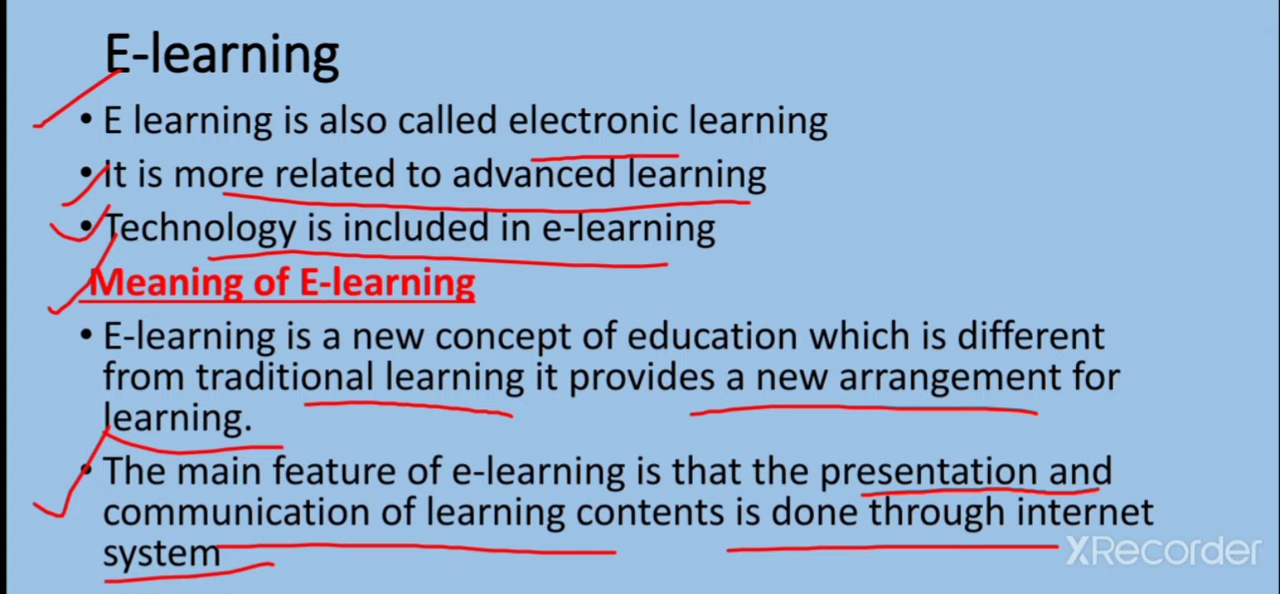 E-learning
• E learning is also called electronic learning
• It is more related to advanced learning
• Technology is included in e-learning
Meaning of E-learning
• E-learning is a new concept of education which is different
from traditional learning it provides a new arrangement for
learning.
• The main feature of e-learning is that the presentation and
communication of learning contents is done through internet
system
XRecorder